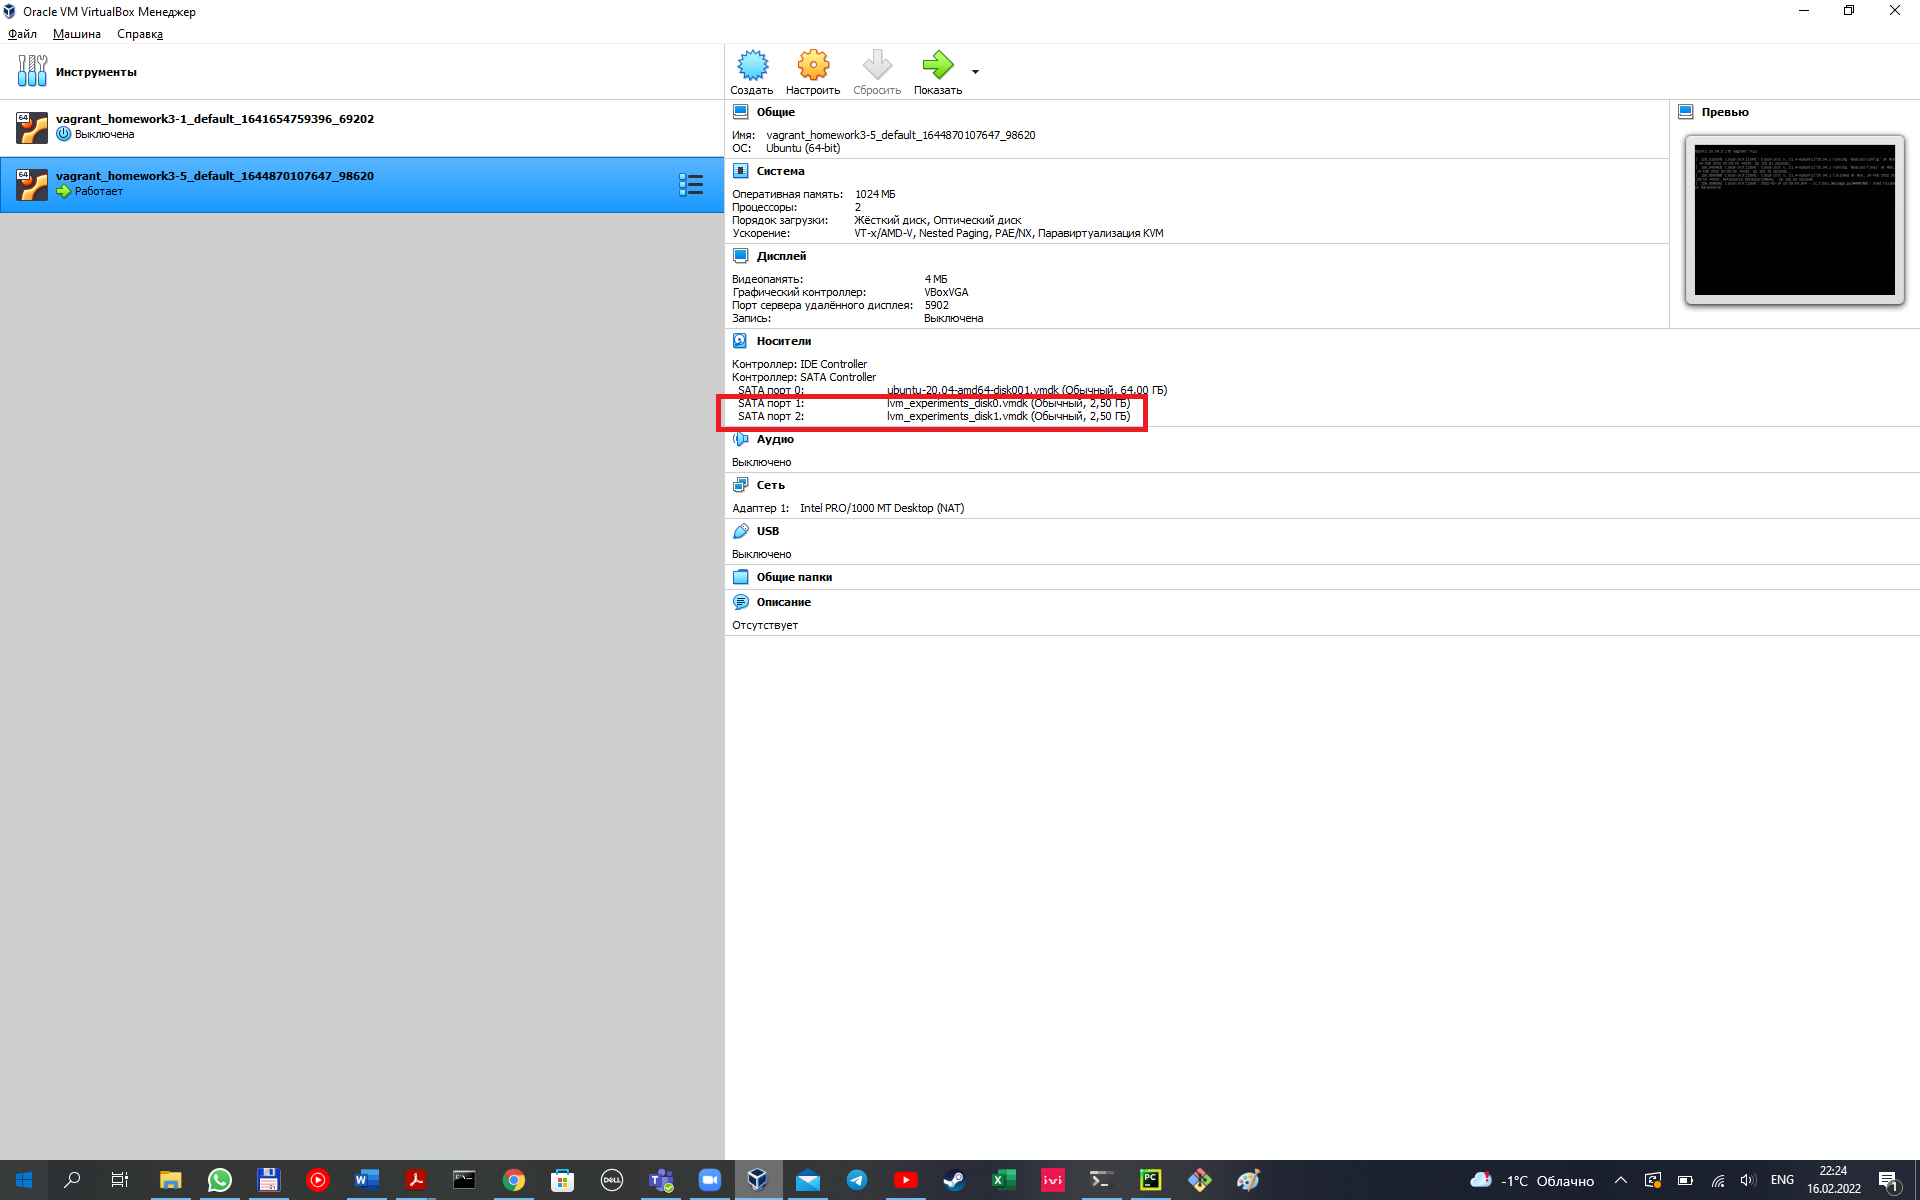 Oracle VM VirtualBox Менеджер
Файл Машина Справка
Инструменты
64
vagrant_homework3-1_default_1641654759396_69202
Выключена
64
vagrant_homework3-5_default_1644870107647_98620
Работает
Создать Настроить Сбросить Показать
Общие
Имя: vagrant_homework3-5_default_1644870107647_98620
ОС: Ubuntu (64-bit)
Система
Оперативная память: 1024 МБ
Процессоры: 2
Порядок загрузки: Жёсткий диск, Оптический диск
Ускорение: VT-x/AMD-V, Nested Paging, PAE/NX, Паравиртуализация KVM
Дисплей
Видеопамять: 4 МБ
Графический контроллер: VBoxVGA
Порт сервера удалённого дисплея: 5902
Запись: Выключена
Носители
Контроллер: IDE Controller
Контроллер: SATA Controller
SATA порт 0: ubuntu-20.04-amd64-disk001.vmdk (Обычный, 64,00 ГБ)
SATA порт 1: lvm_experiments_disk0.vmdk (Обычный, 2,50 ГБ)
SATA порт 2: lvm_experiments_disk1.vmdk (Обычный, 2,50 ГБ)
Аудио
Выключено
Сеть
Адаптер 1: Intel PRO/1000 MT Desktop (NAT)
USB
Выключено
Общие папки
Описание
Отсутствует
Превью
DELL
ivi
PC
-1°C Облачно
ENG
22:24
16.02.2022
1